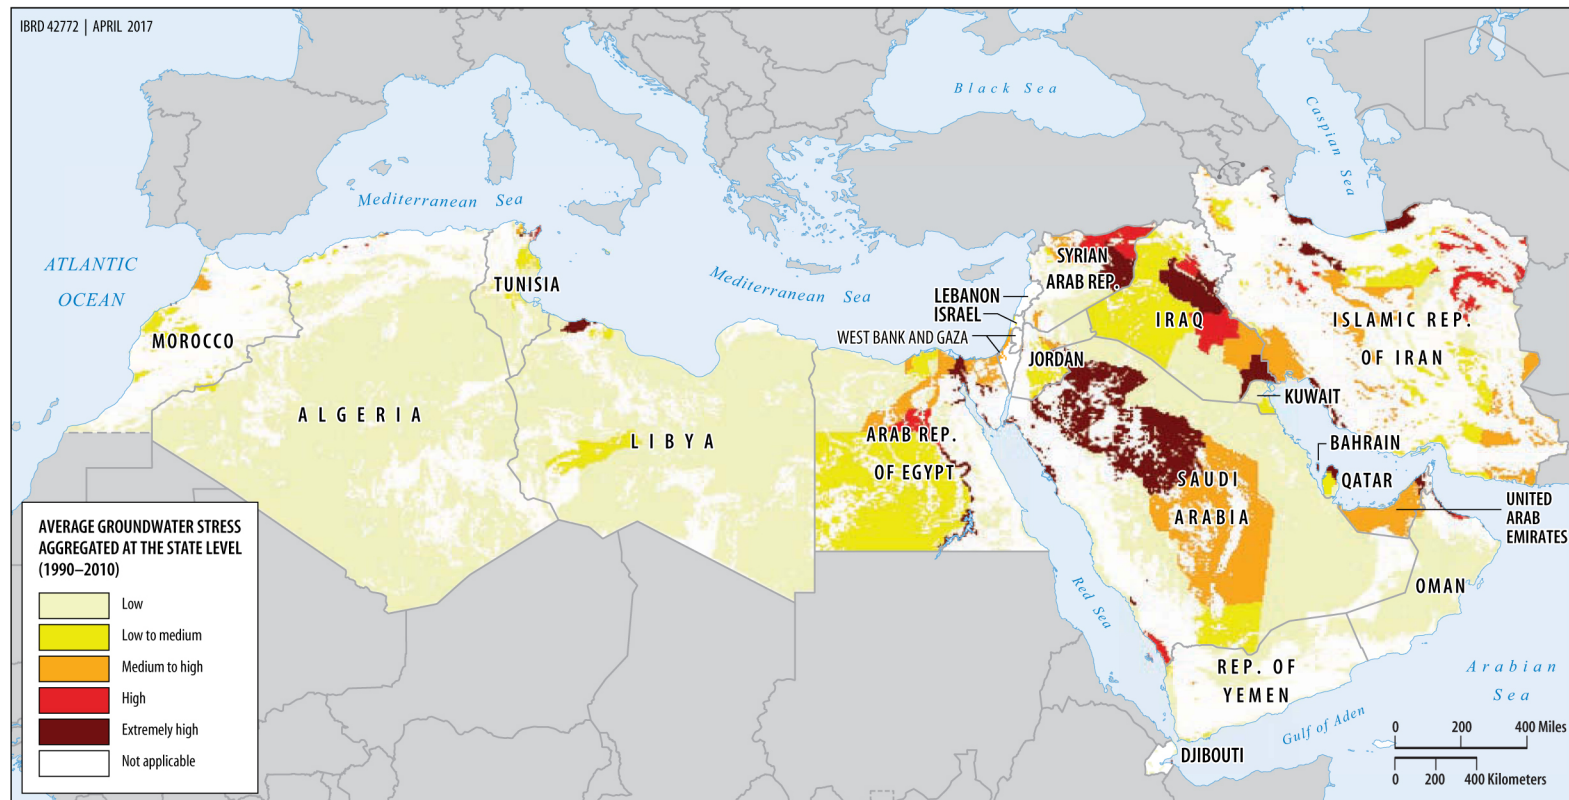 IBRD 42772 | APRIL 2017
Black Sea
Caspian
Sea
Mediterranean Sea
ATLANTIC
OCEAN
Mediterranean Sea
TUNISIA
MOROCCO
ALGERIA
LIBYA
SYRIAN
ARAB REP.
LEBANON
ISRAEL
WEST BANK AND GAZA
JORDAN
IRAQ
ISLAMIC REP.
OF IRAN
KUWAIT
ARAB REP.
OF EGYPT
BAHRAIN
QATAR
SAUDI
ARABIA
UNITED
ARAB
EMIRATES
OMAN
Red Sea
REP. OF
YEMEN
Arabian
Sea
Gulf of Aden
DJIBOUTI
AVERAGE GROUNDWATER STRESS
AGGREGATED AT THE STATE LEVEL
(1990–2010)
Low
Low to medium
Medium to high
High
Extremely high
Not applicable
0 200 400 Miles
0 200 400 Kilometers